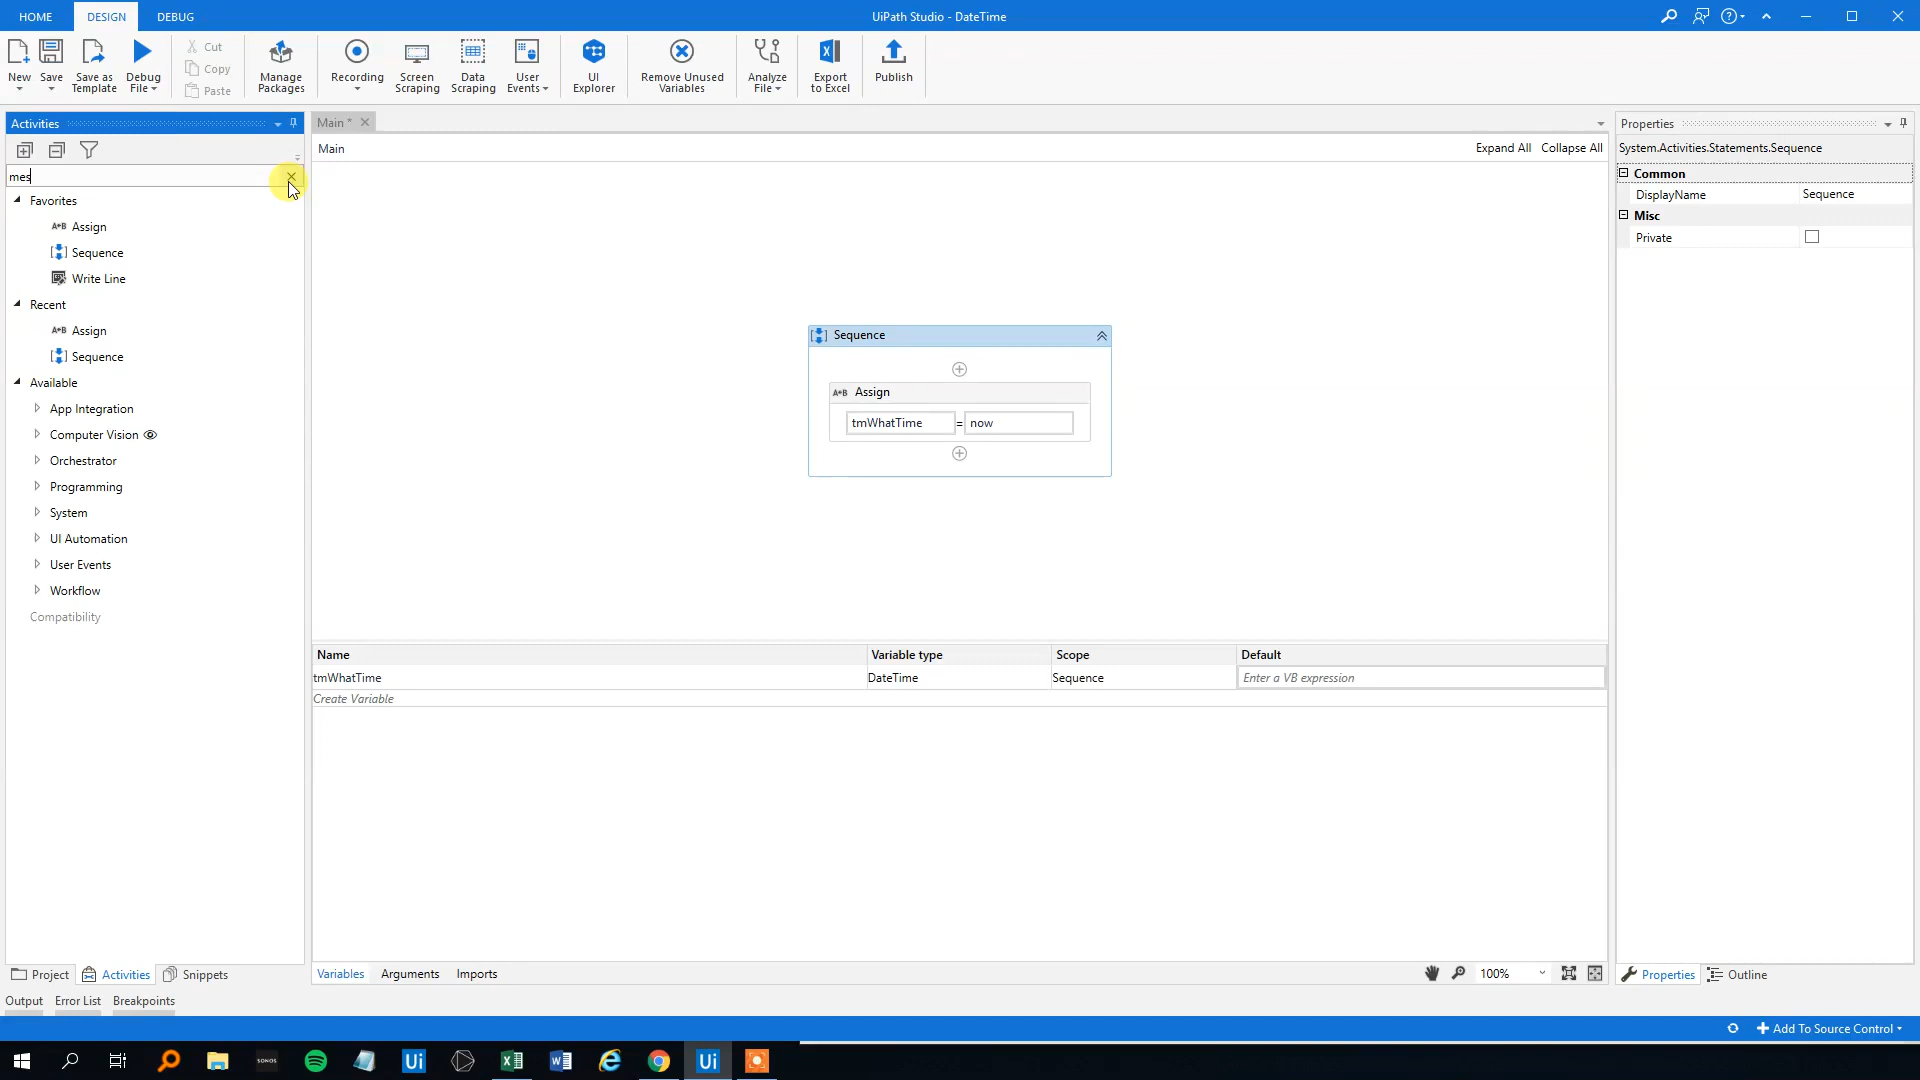 HOME DESIGN DEBUG UiPath Studio - DateTime
New Save Save as Template Debug File Cut Copy Paste Manage Packages Recording Screen Scraping Data Scraping User Events UI Explorer Remove Unused Variables Analyze File Export to Excel Publish
Activities
mes
Favorites
A+B Assign
Sequence
Write Line
Recent
A+B Assign
Sequence
Available
App Integration
Computer Vision
Orchestrator
Programming
System
UI Automation
User Events
Workflow
Compatibility
Main *
Main Expand All Collapse All
Sequence
A+B Assign
tmWhatTime = now
Name Variable type Scope Default
tmWhatTime DateTime Sequence Enter a VB expression
Create Variable
Variables Arguments Imports 100%
Properties
System.Activities.Statements.Sequence
Common
DisplayName Sequence
Misc
Private
Project Activities Snippets
Properties Outline
Output Error List Breakpoints
Add To Source Control
SONOS Ui Ui